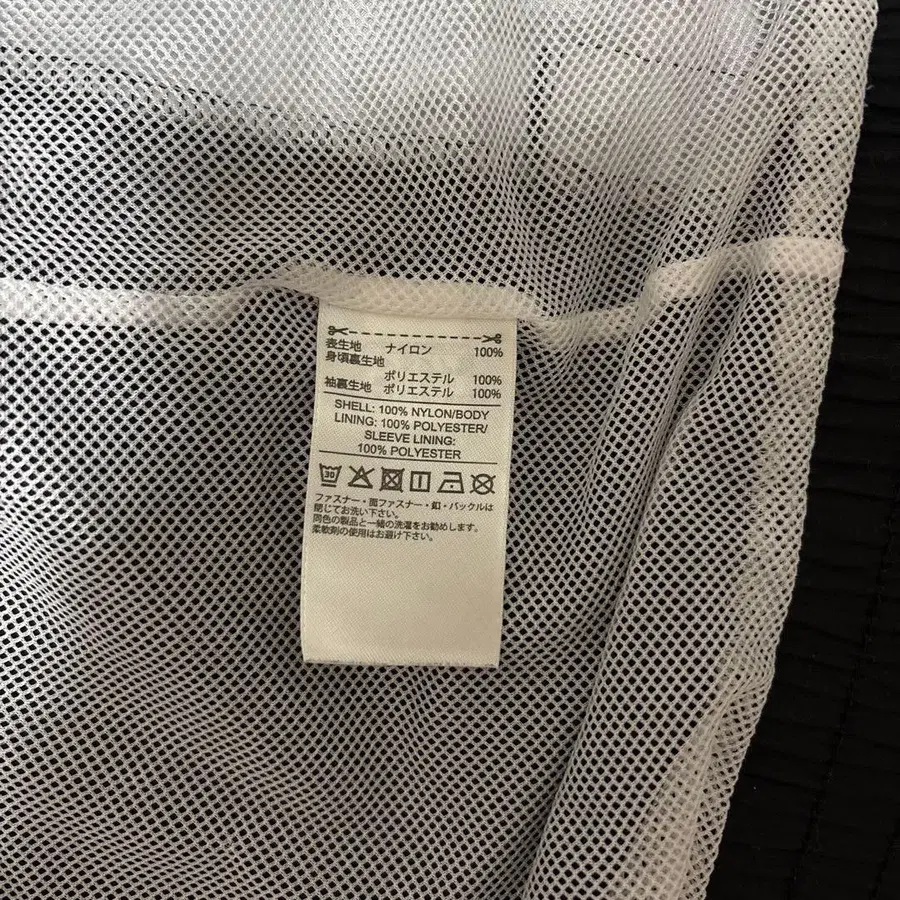 表生地 ナイロン 100%
身頃裏生地
ポリエステル 100%
袖裏生地 ポリエステル 100%
SHELL: 100% NYLON/BODY
LINING: 100% POLYESTER/
SLEEVE LINING:
100% POLYESTER
30
ファスナー・面ファスナー・釦・バックルは
閉じてお洗い下さい。
同色の製品と一緒の洗濯をお勧めします。
柔軟剤の使用はお避け下さい。